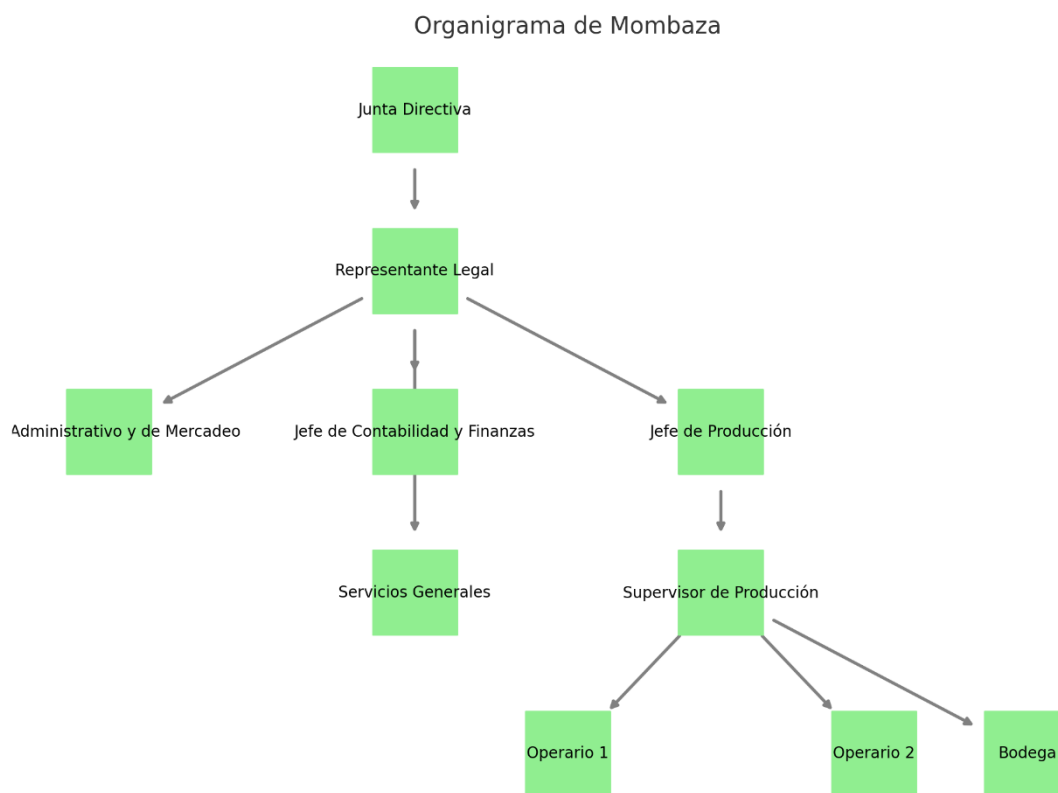 Organigrama de Mombaza
Junta Directiva
Representante Legal
Administrativo y de Mercadeo
Jefe de Contabilidad y Finanzas
Jefe de Producción
Servicios Generales
Supervisor de Producción
Operario 1
Operario 2
Bodega